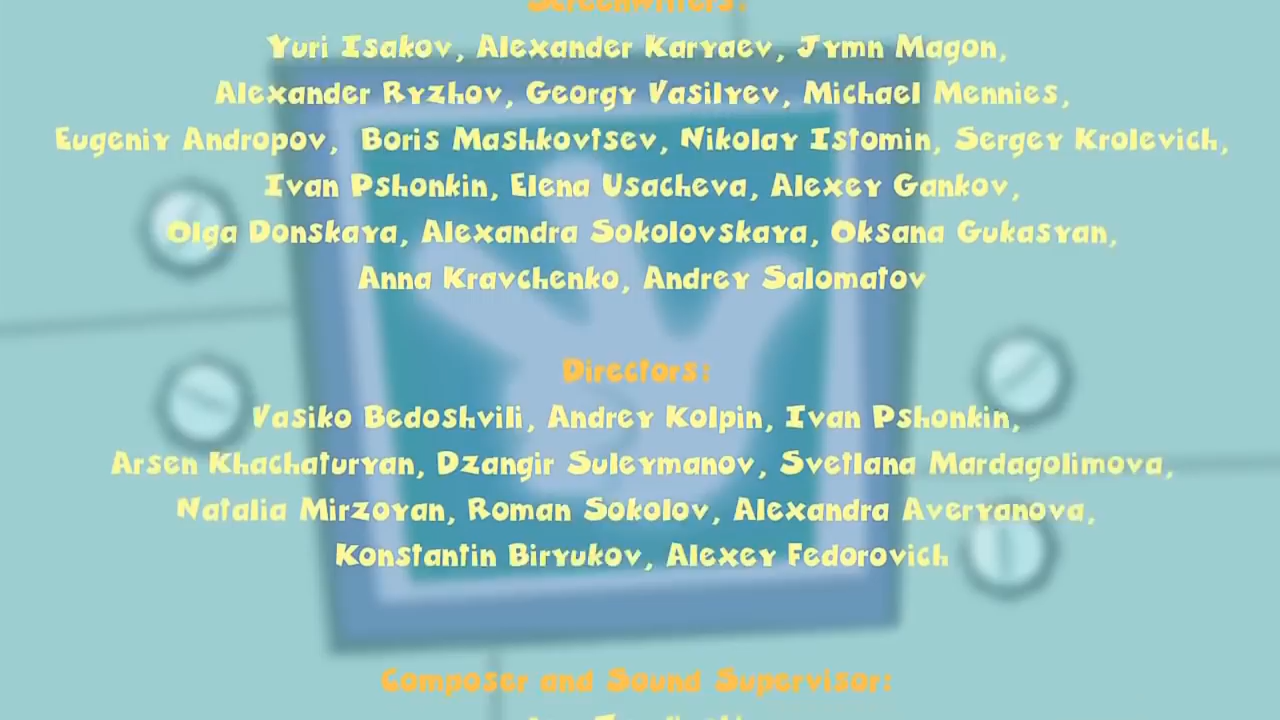 Screenwriters:
Yuri Isakov, Alexander Karyaev, Jymn Magon,
Alexander Ryzhov, Georgy Vasilyev, Michael Mennies,
Eugeniy Andropov, Boris Mashkovtsev, Nikolay Istomin, Sergey Krolevich,
Ivan Pshonkin, Elena Usacheva, Alexey Gankov,
Olga Donskaya, Alexandra Sokolovskaya, Oksana Gukasyan,
Anna Kravchenko, Andrey Salomatov
Directors:
Vasiko Bedoshvili, Andrey Kolpin, Ivan Pshonkin,
Arsen Khachaturyan, Dzangir Suleymanov, Svetlana Mardagolimova,
Natalia Mirzoyan, Roman Sokolov, Alexandra Averyanova,
Konstantin Biryukov, Alexey Fedorovich
Composer and Sound Supervisor: